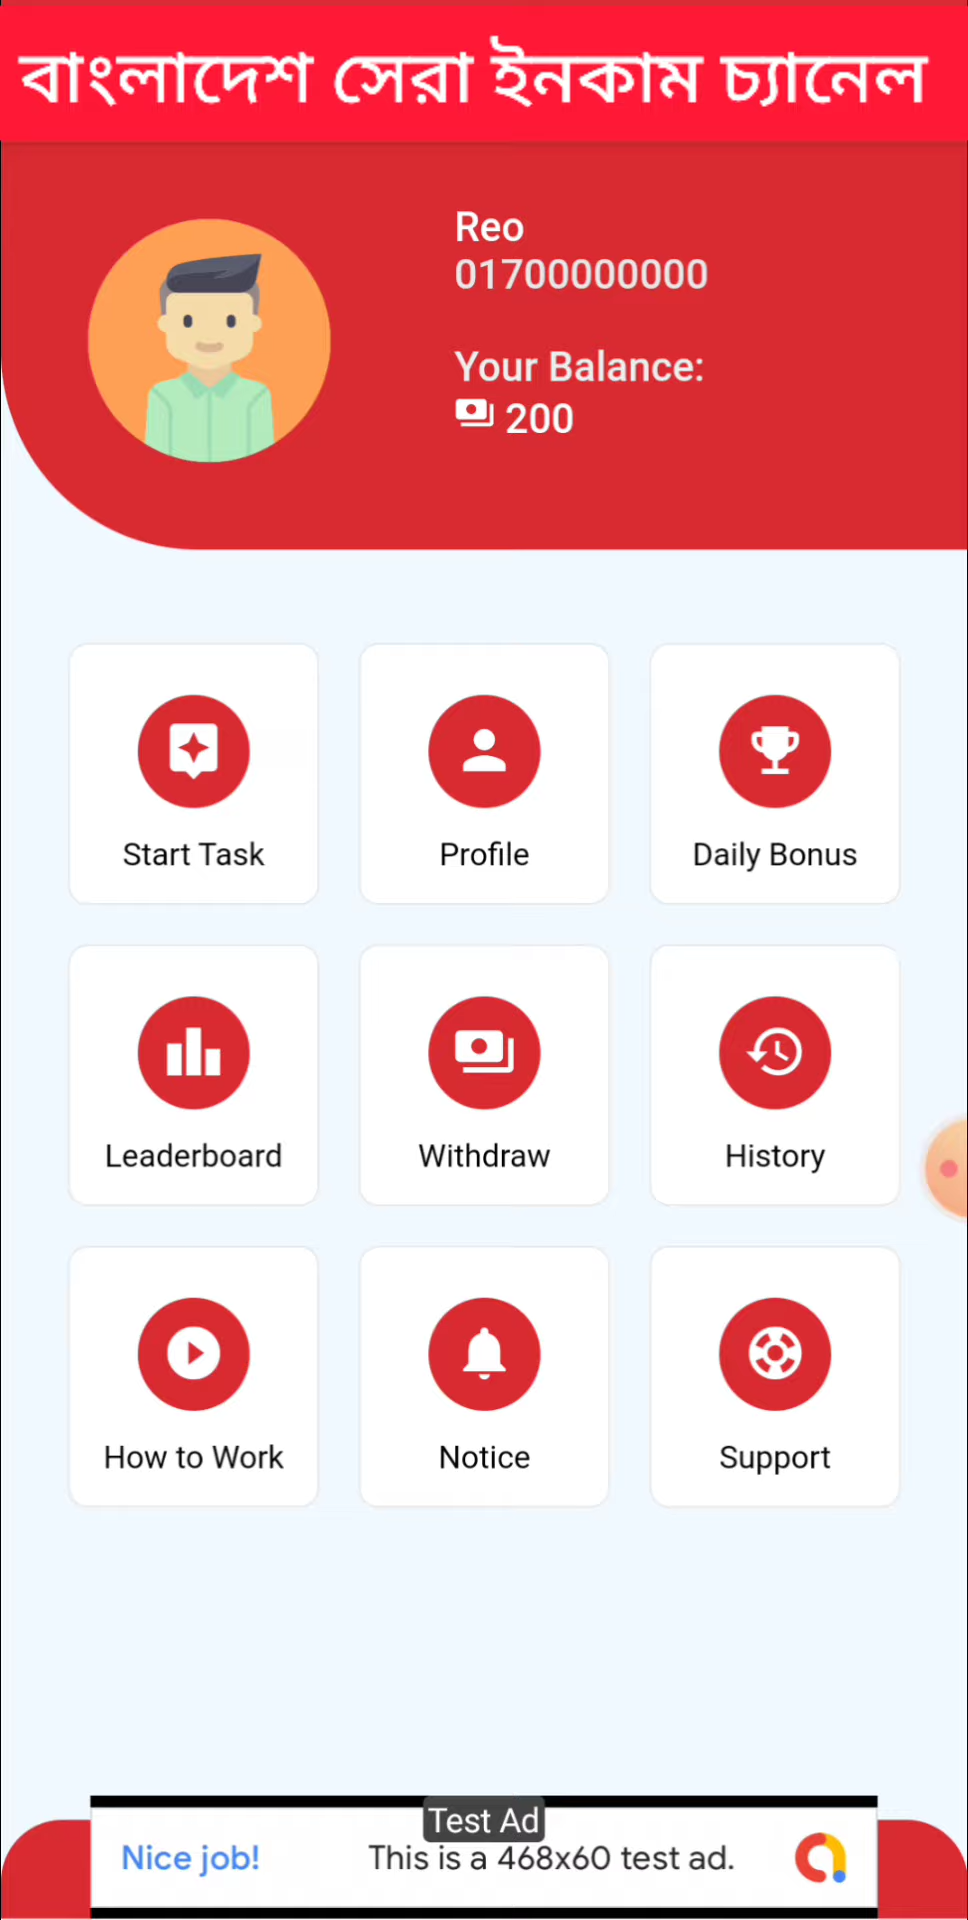 বাংলাদেশ সেরা ইনকাম চ্যানেল
Reo
01700000000
Your Balance:
200
Start Task
Profile
Daily Bonus
Leaderboard
Withdraw
History
How to Work
Notice
Support
Test Ad
Nice job!
This is a 468x60 test ad.